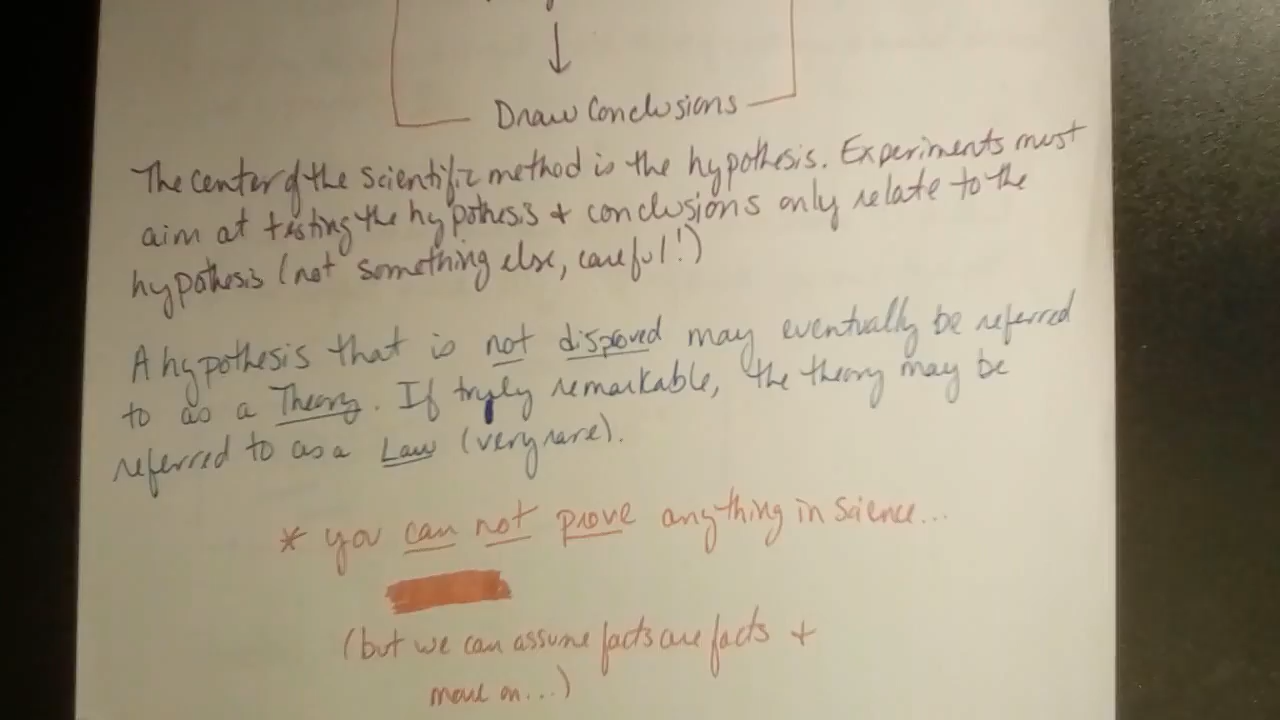 Draw Conclusions
The center of the scientific method is the hypothesis. Experiments must
aim at testing the hypothesis + conclusions only relate to the
hypothesis (not something else, careful!)
A hypothesis that is not disproved may eventually be referred
to as a Theory. If truly remarkable, the theory may be
referred to as a Law (very rare).
* you can not prove anything in science...
(but we can assume facts are facts +
move on...)